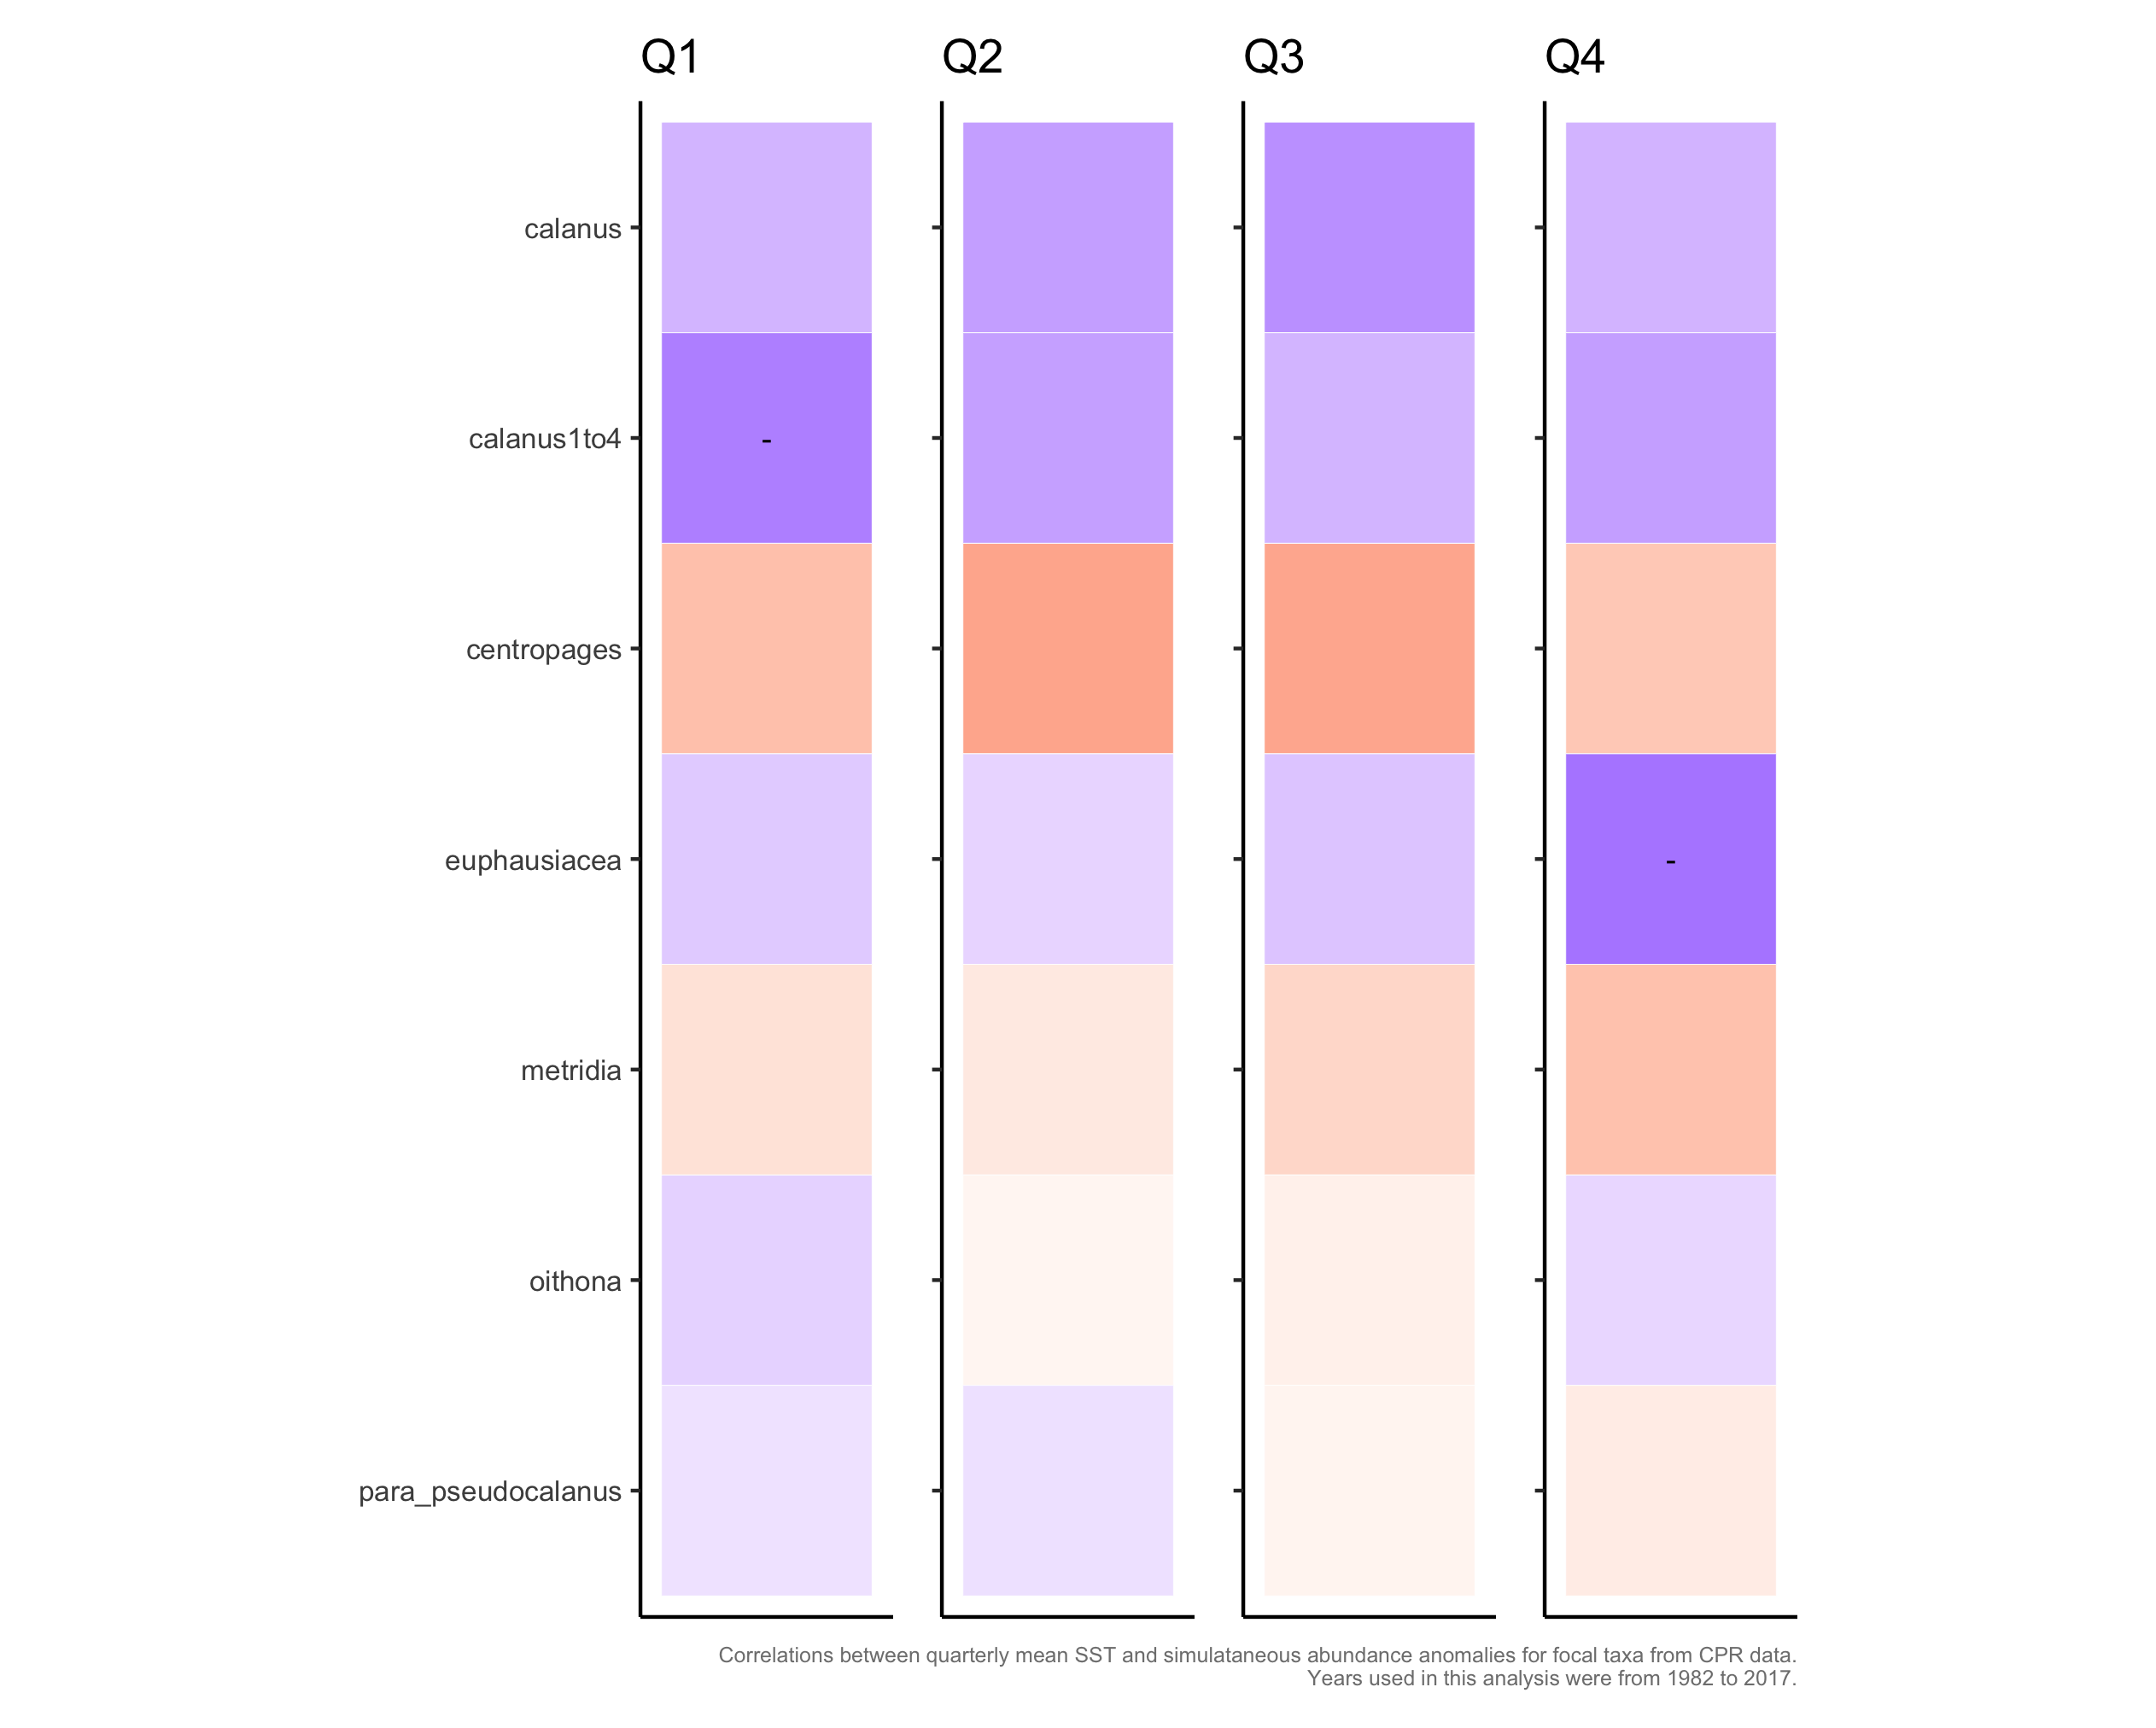 Q1 Q2 Q3 Q4
calanus
calanus1to4 -
centropages
euphausiacea -
metridia
oithona
para_pseudocalanus
Correlations between quarterly mean SST and simulataneous abundance anomalies for focal taxa from CPR data.
Years used in this analysis were from 1982 to 2017.